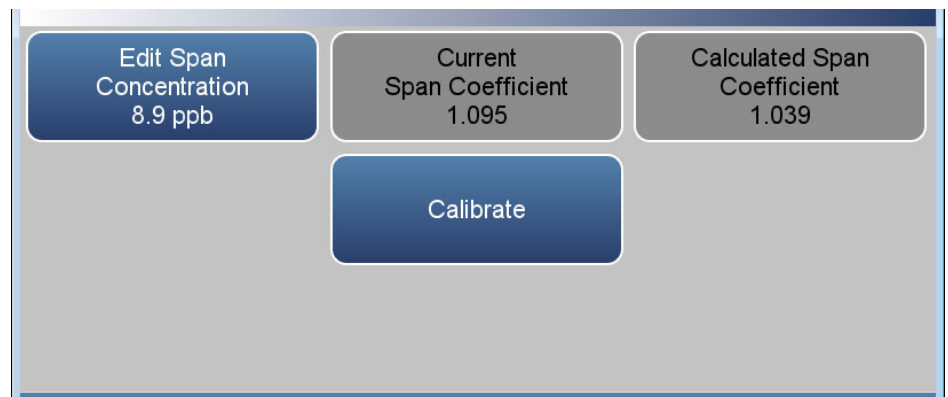 Edit Span
Concentration
8.9 ppb
Current
Span Coefficient
1.095
Calculated Span
Coefficient
1.039
Calibrate